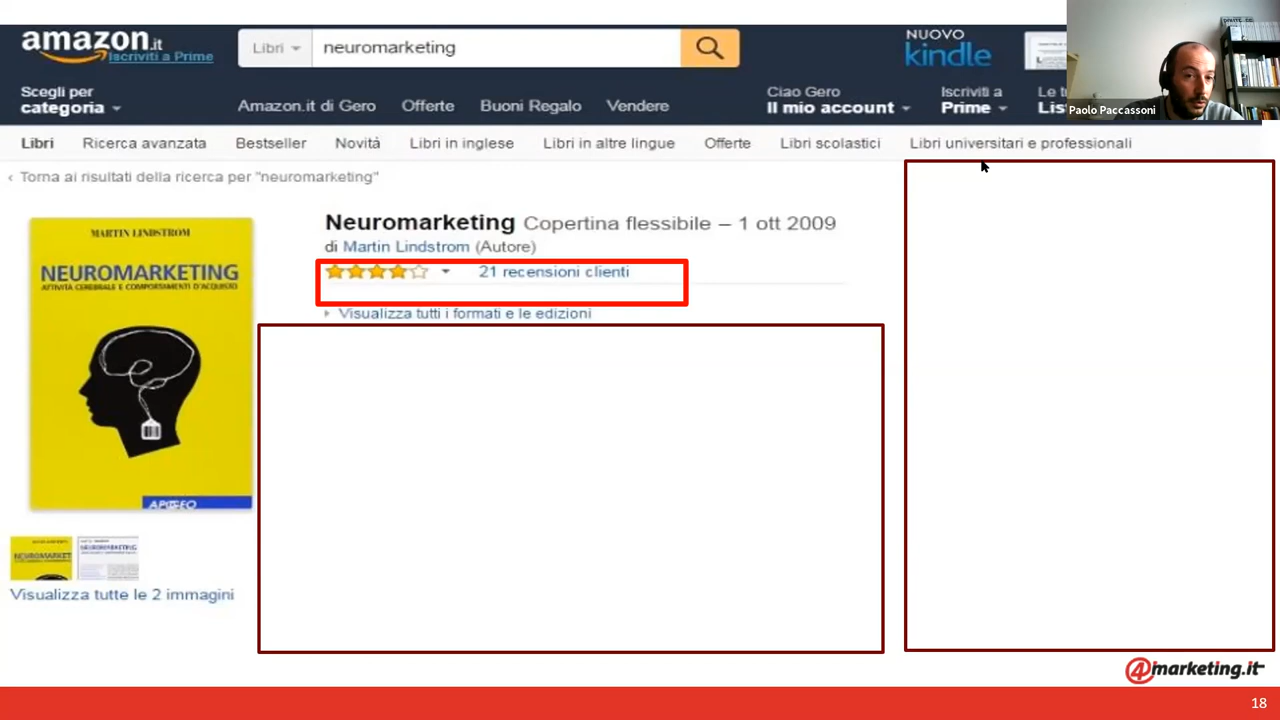 amazon.it
Iscriviti a Prime
Libri
neuromarketing
NUOVO
kindle
Scegli per
categoria
Amazon.it di Gero
Offerte
Buoni Regalo
Vendere
Ciao Gero
Il mio account
Iscriviti a
Prime
Paolo Paccassoni
Libri
Ricerca avanzata
Bestseller
Novità
Libri in inglese
Libri in altre lingue
Offerte
Libri scolastici
Libri universitari e professionali
‹ Torna ai risultati della ricerca per "neuromarketing"
MARTIN LINDSTROM
NEUROMARKETING
ATTIVITÀ CEREBRALE E COMPORTAMENTI D'ACQUISTO
APOGEO
Neuromarketing Copertina flessibile – 1 ott 2009
di Martin Lindstrom (Autore)
21 recensioni clienti
Visualizza tutti i formati e le edizioni
NEUROMARKETING
Visualizza tutte le 2 immagini
4marketing.it
18